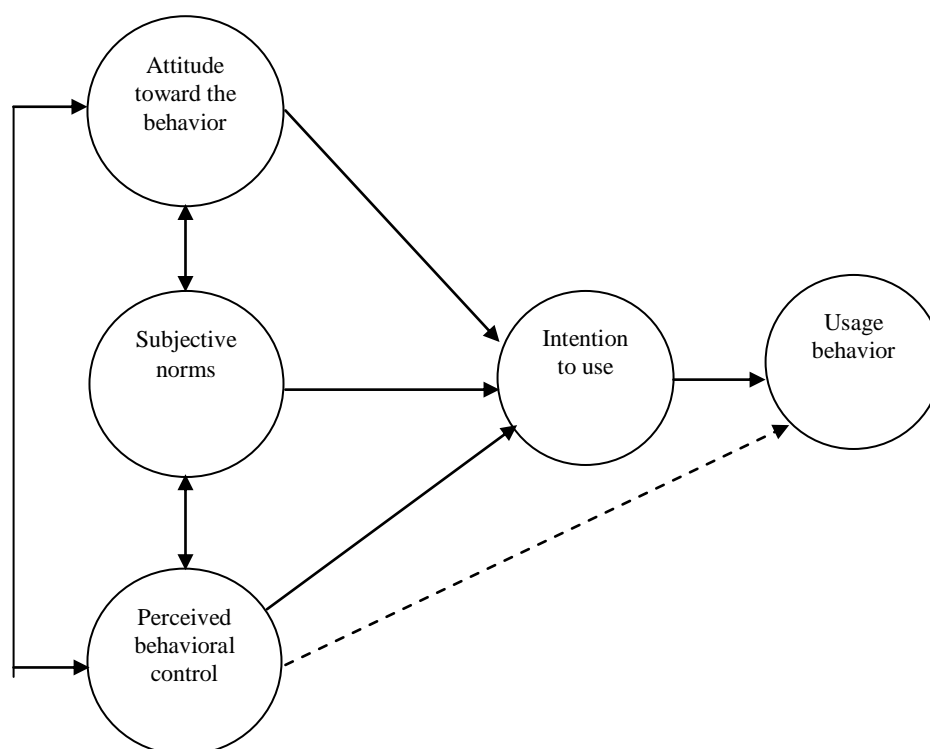 Attitude
toward the
behavior
Subjective
norms
Intention
to use
Usage
behavior
Perceived
behavioral
control